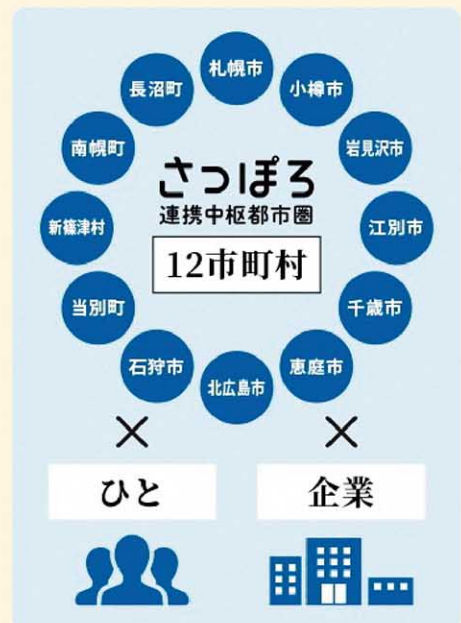 札幌市
小樽市
岩見沢市
江別市
千歳市
恵庭市
北広島市
石狩市
当別町
新篠津村
南幌町
長沼町
さっぽろ
連携中枢都市圏
12市町村
× ×
ひと
企業